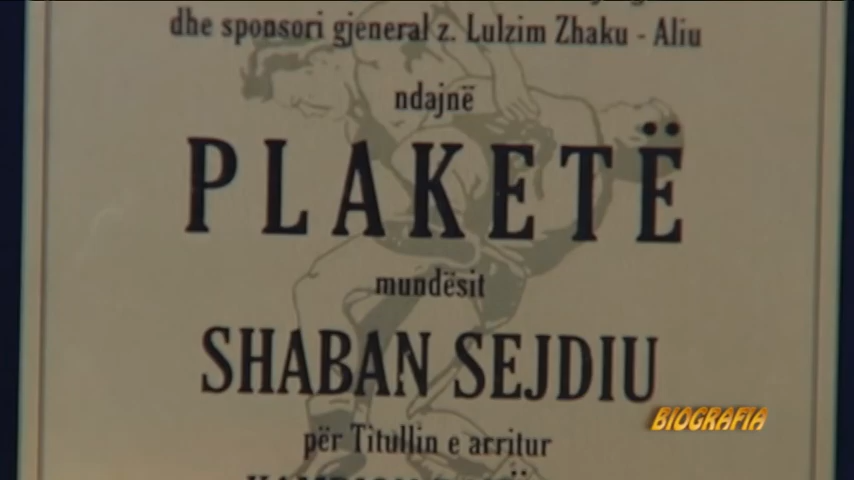 dhe sponsori gjeneral z. Lulzim Zhaku - Aliu
ndajnë
PLAKETË
mundësit
SHABAN SEJDIU
BIOGRAFIA
për Titullin e arritur